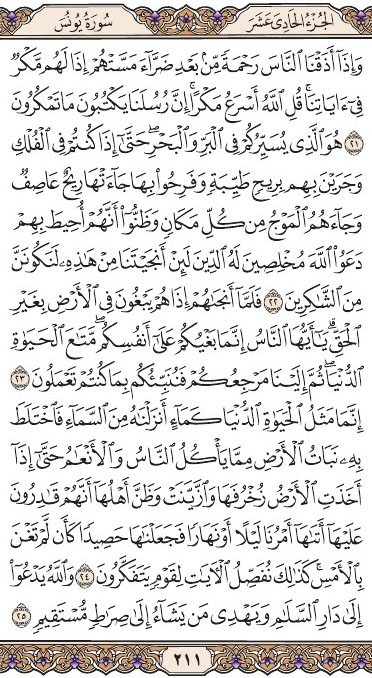 سُورَةُ يُونُسَ الجُزْءُ الحَادِى عَشَرَ
وَإِذَآ أَذَقْنَا ٱلنَّاسَ رَحْمَةً مِّنۢ بَعْدِ ضَرَّآءَ مَسَّتْهُمْ إِذَا لَهُم مَّكْرٌ
فِىٓ ءَايَاتِنَا ۚ قُلِ ٱللَّهُ أَسْرَعُ مَكْرًا ۚ إِنَّ رُسُلَنَا يَكْتُبُونَ مَا تَمْكُرُونَ
٢١ هُوَ ٱلَّذِى يُسَيِّرُكُمْ فِى ٱلْبَرِّ وَٱلْبَحْرِ ۖ حَتَّىٰٓ إِذَا كُنتُمْ فِى ٱلْفُلْكِ
وَجَرَيْنَ بِهِم بِرِيحٍ طَيِّبَةٍ وَفَرِحُوا۟ بِهَا جَآءَتْهَا رِيحٌ عَاصِفٌ
وَجَآءَهُمُ ٱلْمَوْجُ مِن كُلِّ مَكَانٍ وَظَنُّوٓا۟ أَنَّهُمْ أُحِيطَ بِهِمْ
دَعَوُا۟ ٱللَّهَ مُخْلِصِينَ لَهُ ٱلدِّينَ لَئِنْ أَنجَيْتَنَا مِنْ هَٰذِهِۦ لَنَكُونَنَّ
مِنَ ٱلشَّٰكِرِينَ ٢٢ فَلَمَّآ أَنجَىٰهُمْ إِذَا هُمْ يَبْغُونَ فِى ٱلْأَرْضِ بِغَيْرِ
ٱلْحَقِّ ۗ يَٰٓأَيُّهَا ٱلنَّاسُ إِنَّمَا بَغْيُكُمْ عَلَىٰٓ أَنفُسِكُم ۖ مَّتَٰعَ ٱلْحَيَوٰةِ
ٱلدُّنْيَا ۖ ثُمَّ إِلَيْنَا مَرْجِعُكُمْ فَنُنَبِّئُكُم بِمَا كُنتُمْ تَعْمَلُونَ ٢٣
إِنَّمَا مَثَلُ ٱلْحَيَوٰةِ ٱلدُّنْيَا كَمَآءٍ أَنزَلْنَٰهُ مِنَ ٱلسَّمَآءِ فَٱخْتَلَطَ
بِهِۦ نَبَاتُ ٱلْأَرْضِ مِمَّا يَأْكُلُ ٱلنَّاسُ وَٱلْأَنْعَٰمُ حَتَّىٰٓ إِذَآ
أَخَذَتِ ٱلْأَرْضُ زُخْرُفَهَا وَٱزَّيَّنَتْ وَظَنَّ أَهْلُهَآ أَنَّهُمْ قَٰدِرُونَ
عَلَيْهَآ أَتَىٰهَآ أَمْرُنَا لَيْلًا أَوْ نَهَارًا فَجَعَلْنَٰهَا حَصِيدًا كَأَن لَّمْ تَغْنَ
بِٱلْأَمْسِ ۚ كَذَٰلِكَ نُفَصِّلُ ٱلْءَايَٰتِ لِقَوْمٍ يَتَفَكَّرُونَ ٢٤ وَٱللَّهُ يَدْعُوٓا۟
إِلَىٰ دَارِ ٱلسَّلَٰمِ وَيَهْدِى مَن يَشَآءُ إِلَىٰ صِرَٰطٍ مُّسْتَقِيمٍ ٢٥
٢١١